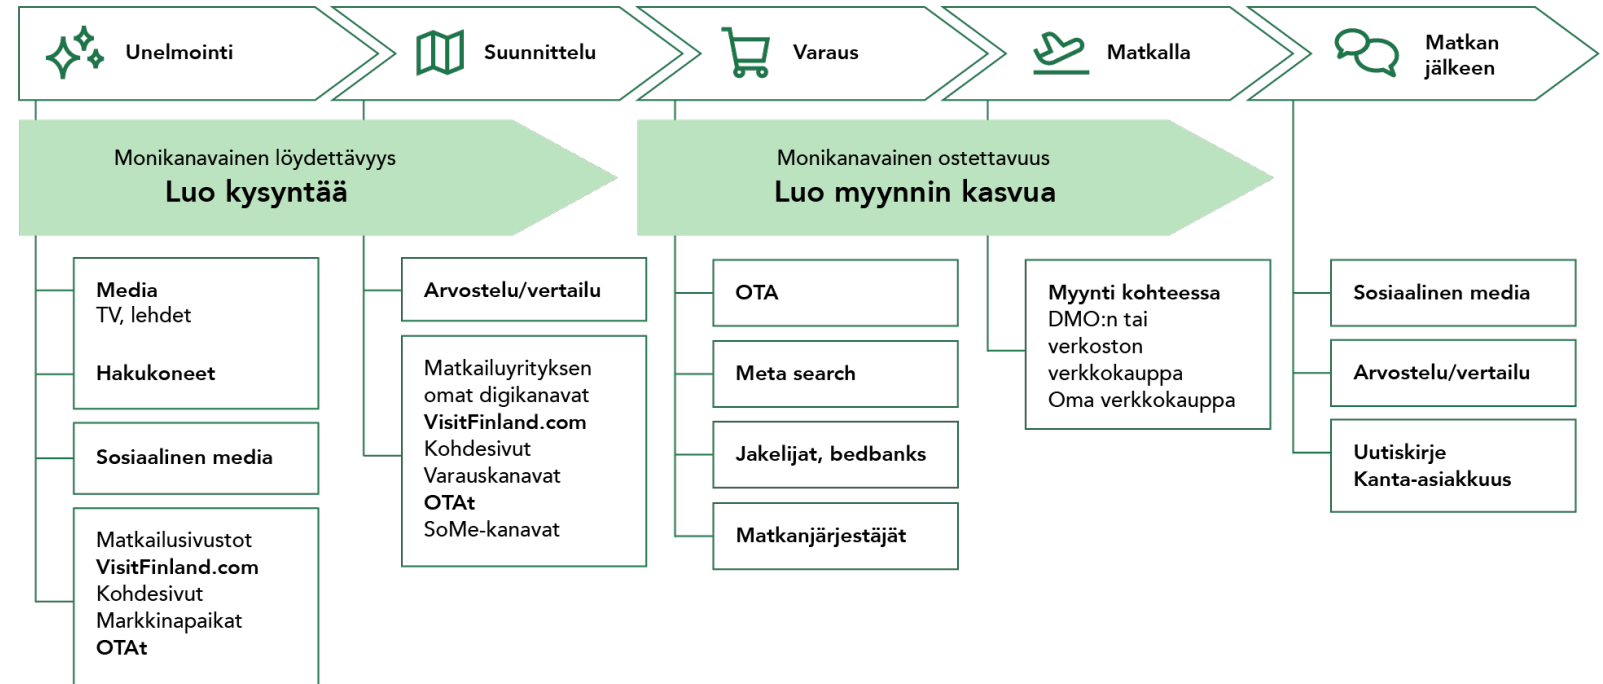 Unelmointi
Suunnittelu
Varaus
Matkalla
Matkan
jälkeen
Monikanavainen löydettävyys
Luo kysyntää
Monikanavainen ostettavuus
Luo myynnin kasvua
Media
TV, lehdet
Hakukoneet
Sosiaalinen media
Matkailusivustot
VisitFinland.com
Kohdesivut
Markkinapaikat
OTAt
Arvostelu/vertailu
Matkailuyrityksen
omat digikanavat
VisitFinland.com
Kohdesivut
Varauskanavat
OTAt
SoMe-kanavat
OTA
Meta search
Jakelijat, bedbanks
Matkanjärjestäjät
Myynti kohteessa
DMO:n tai
verkoston
verkkokauppa
Oma verkkokauppa
Sosiaalinen media
Arvostelu/vertailu
Uutiskirje
Kanta-asiakkuus